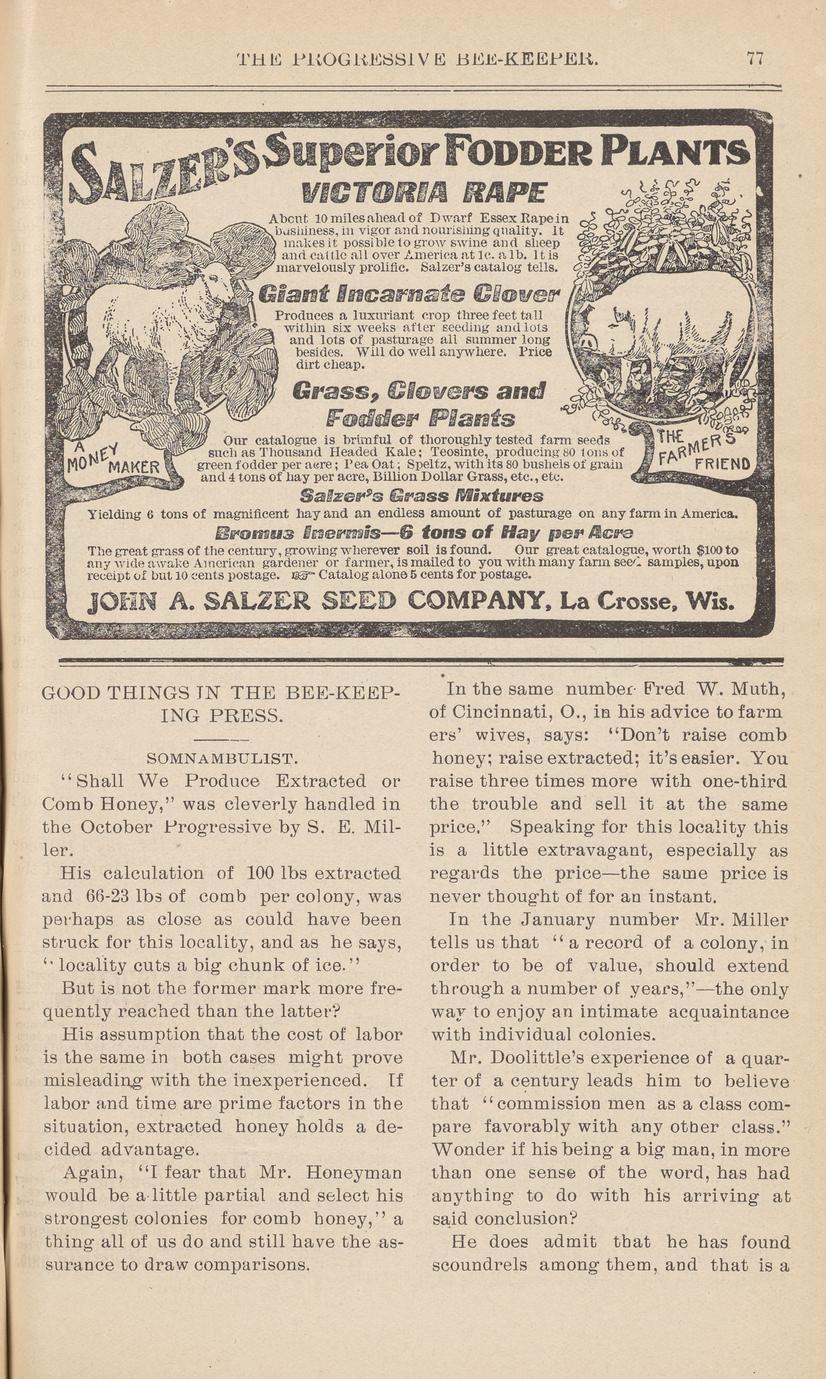 THE PROGRESSIVE BEE-KEEPER. 77
SALZER'S Superior FODDER PLANTS
VICTORIA RAPE
About 10 miles ahead of Dwarf Essex Rape in
bushiness, in vigor and nourishing quality. It
makes it possible to grow swine and sheep
and cattle all over America at 1c. a lb. It is
marvelously prolific. Salzer's catalog tells.
Giant Incarnate Clover
Produces a luxuriant crop three feet tall
within six weeks after seeding and lots
and lots of pasturage all summer long
besides. Will do well anywhere. Price
dirt cheap.
Grass, Clovers and
Fodder Plants
Our catalogue is brimful of thoroughly tested farm seeds
such as Thousand Headed Kale; Teosinte, producing 80 tons of
green fodder per acre; Pea Oat; Speltz, with its 80 bushels of grain
and 4 tons of hay per acre, Billion Dollar Grass, etc., etc.
A
MONEY
MAKER
THE
FARMER'S
FRIEND
Salzer's Grass Mixtures
Yielding 6 tons of magnificent hay and an endless amount of pasturage on any farm in America.
Bromus Inermis—6 tons of Hay per Acre
The great grass of the century, growing wherever soil is found. Our great catalogue, worth $100 to
any wide awake American gardener or farmer, is mailed to you with many farm seed samples, upon
receipt of but 10 cents postage. ☞ Catalog alone 5 cents for postage.
JOHN A. SALZER SEED COMPANY, La Crosse, Wis.
GOOD THINGS IN THE BEE-KEEP-
ING PRESS.
SOMNAMBULIST.
"Shall We Produce Extracted or
Comb Honey," was cleverly handled in
the October Progressive by S. E. Mil-
ler.
His calculation of 100 lbs extracted
and 66-23 lbs of comb per colony, was
perhaps as close as could have been
struck for this locality, and as he says,
"locality cuts a big chunk of ice."
But is not the former mark more fre-
quently reached than the latter?
His assumption that the cost of labor
is the same in both cases might prove
misleading with the inexperienced. If
labor and time are prime factors in the
situation, extracted honey holds a de-
cided advantage.
Again, "I fear that Mr. Honeyman
would be a little partial and select his
strongest colonies for comb honey," a
thing all of us do and still have the as-
surance to draw comparisons.
In the same number Fred W. Muth,
of Cincinnati, O., in his advice to farm
ers' wives, says: "Don't raise comb
honey; raise extracted; it's easier. You
raise three times more with one-third
the trouble and sell it at the same
price." Speaking for this locality this
is a little extravagant, especially as
regards the price—the same price is
never thought of for an instant.
In the January number Mr. Miller
tells us that "a record of a colony, in
order to be of value, should extend
through a number of years,"—the only
way to enjoy an intimate acquaintance
with individual colonies.
Mr. Doolittle's experience of a quar-
ter of a century leads him to believe
that "commission men as a class com-
pare favorably with any other class."
Wonder if his being a big man, in more
than one sense of the word, has had
anything to do with his arriving at
said conclusion?
He does admit that he has found
scoundrels among them, and that is a